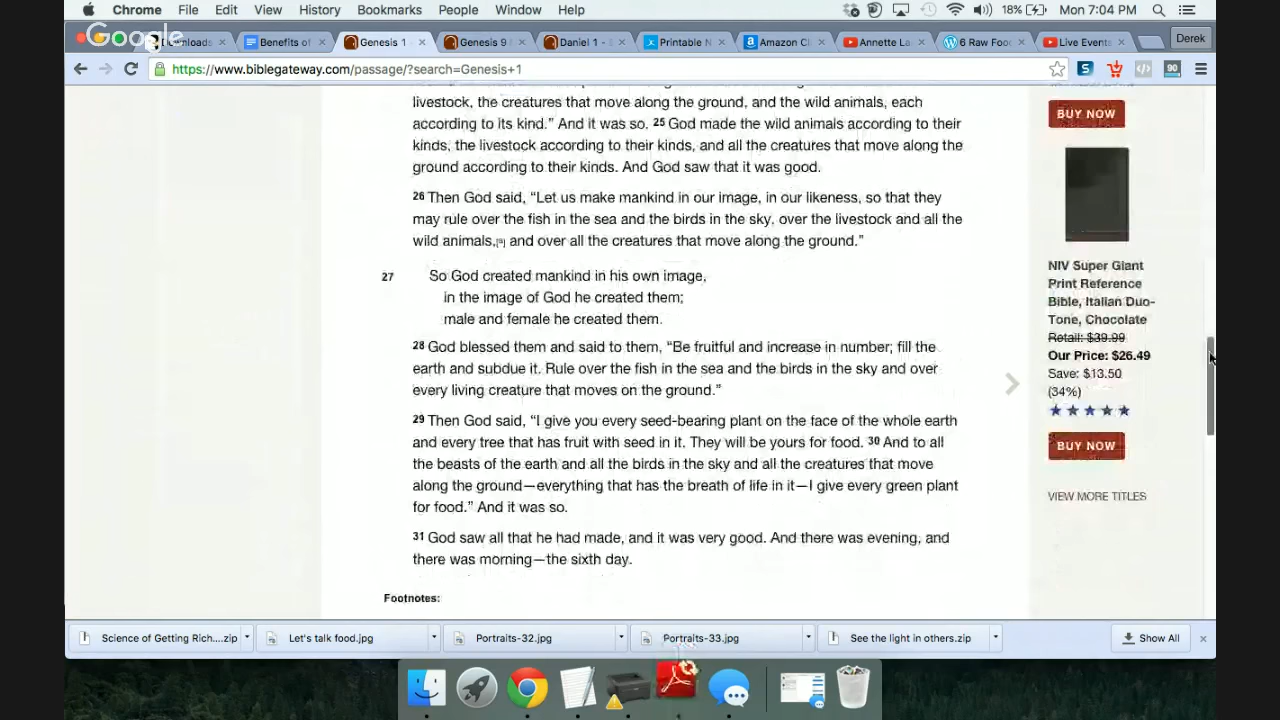 Chrome File Edit View History Bookmarks People Window Help 18% Mon 7:04 PM
Google
Downloads Benefits of Genesis 1 - Genesis 9 Daniel 1 - Printable N Amazon Cl Annette La 6 Raw Foo Live Events Derek
https://www.biblegateway.com/passage/?search=Genesis+1 90
livestock, the creatures that move along the ground, and the wild animals, each
according to its kind.” And it was so. 25 God made the wild animals according to their
kinds, the livestock according to their kinds, and all the creatures that move along the
ground according to their kinds. And God saw that it was good.
26 Then God said, “Let us make mankind in our image, in our likeness, so that they
may rule over the fish in the sea and the birds in the sky, over the livestock and all the
wild animals,[a] and over all the creatures that move along the ground.”
27 So God created mankind in his own image,
in the image of God he created them;
male and female he created them.
28 God blessed them and said to them, “Be fruitful and increase in number; fill the
earth and subdue it. Rule over the fish in the sea and the birds in the sky and over
every living creature that moves on the ground.”
29 Then God said, “I give you every seed-bearing plant on the face of the whole earth
and every tree that has fruit with seed in it. They will be yours for food. 30 And to all
the beasts of the earth and all the birds in the sky and all the creatures that move
along the ground—everything that has the breath of life in it—I give every green plant
for food.” And it was so.
31 God saw all that he had made, and it was very good. And there was evening, and
there was morning—the sixth day.
Footnotes:
BUY NOW
NIV Super Giant
Print Reference
Bible, Italian Duo-
Tone, Chocolate
Retail: $39.99
Our Price: $26.49
Save: $13.50
(34%)
BUY NOW
VIEW MORE TITLES
Science of Getting Rich....zip Let's talk food.jpg Portraits-32.jpg Portraits-33.jpg See the light in others.zip Show All